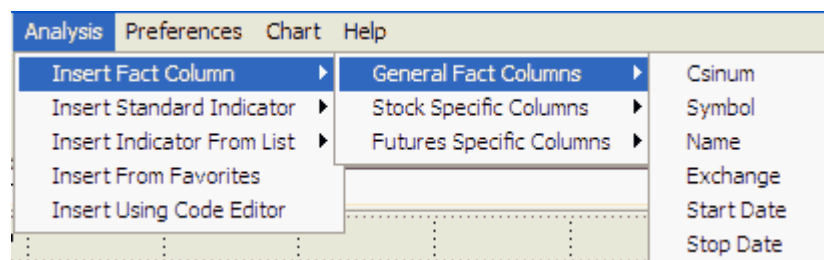 Analysis Preferences Chart Help
Insert Fact Column
Insert Standard Indicator
Insert Indicator From List
Insert From Favorites
Insert Using Code Editor
General Fact Columns
Stock Specific Columns
Futures Specific Columns
Csinum
Symbol
Name
Exchange
Start Date
Stop Date